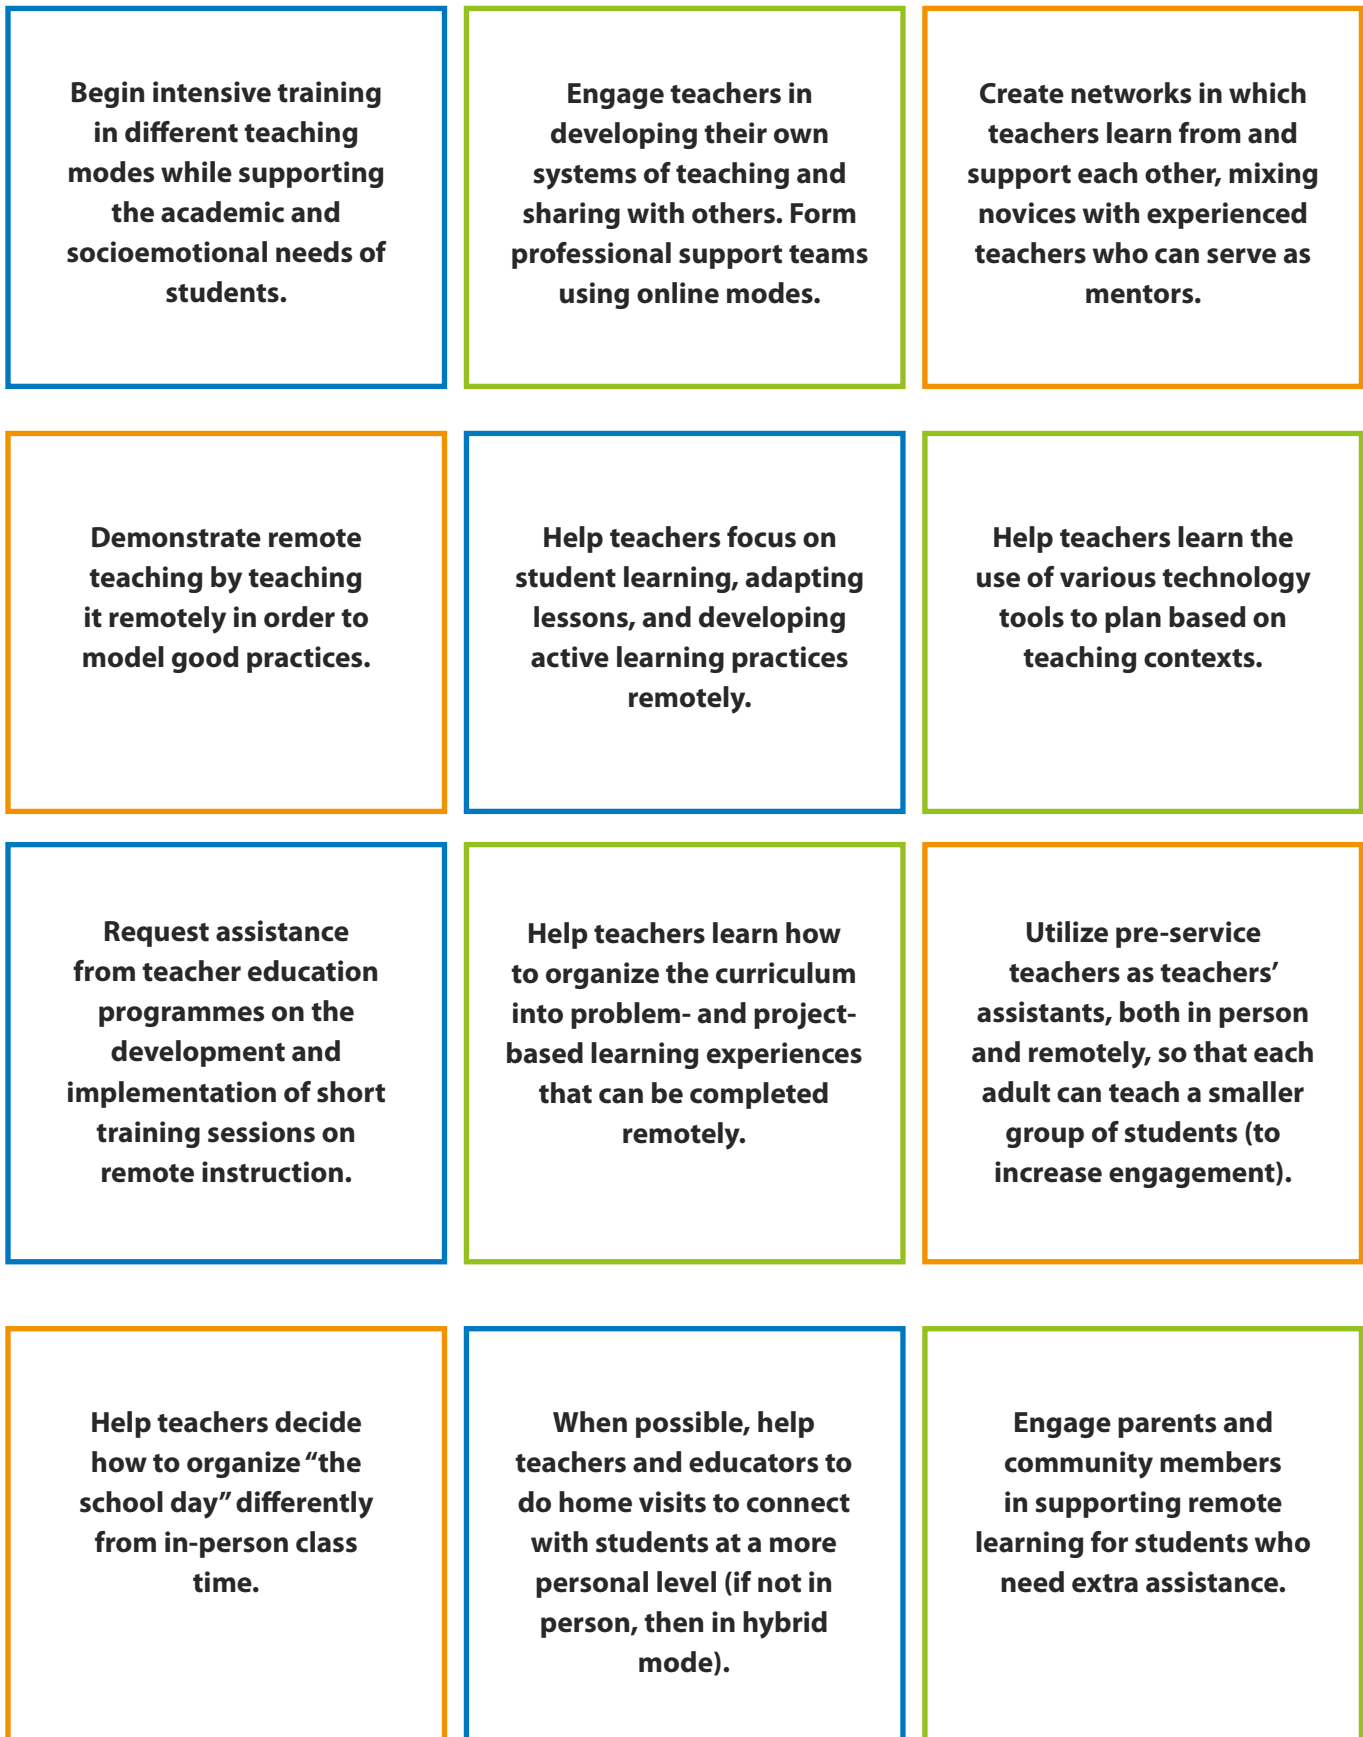 Begin intensive training
in different teaching
modes while supporting
the academic and
socioemotional needs of
students.
Engage teachers in
developing their own
systems of teaching and
sharing with others. Form
professional support teams
using online modes.
Create networks in which
teachers learn from and
support each other, mixing
novices with experienced
teachers who can serve as
mentors.
Demonstrate remote
teaching by teaching
it remotely in order to
model good practices.
Help teachers focus on
student learning, adapting
lessons, and developing
active learning practices
remotely.
Help teachers learn the
use of various technology
tools to plan based on
teaching contexts.
Request assistance
from teacher education
programmes on the
development and
implementation of short
training sessions on
remote instruction.
Help teachers learn how
to organize the curriculum
into problem- and project-
based learning experiences
that can be completed
remotely.
Utilize pre-service
teachers as teachers’
assistants, both in person
and remotely, so that each
adult can teach a smaller
group of students (to
increase engagement).
Help teachers decide
how to organize “the
school day” differently
from in-person class
time.
When possible, help
teachers and educators to
do home visits to connect
with students at a more
personal level (if not in
person, then in hybrid
mode).
Engage parents and
community members
in supporting remote
learning for students who
need extra assistance.